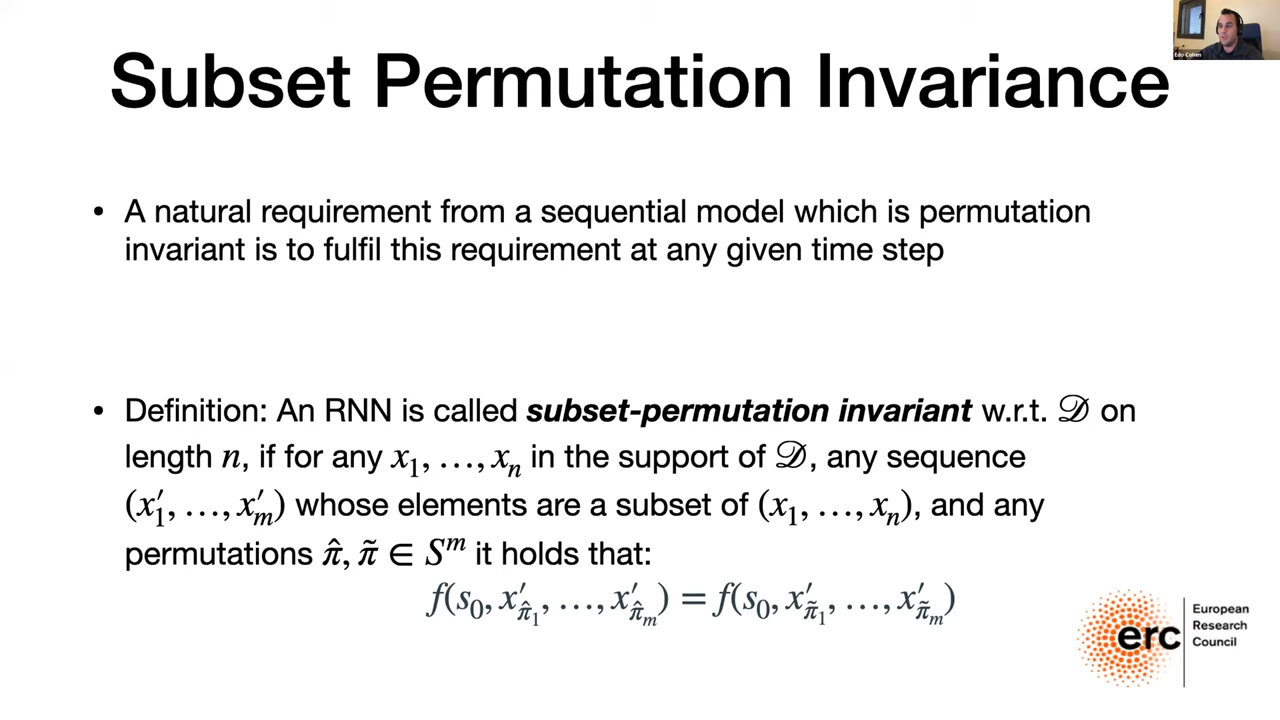 Subset Permutation Invariance
Edo Cohen
• A natural requirement from a sequential model which is permutation
invariant is to fulfil this requirement at any given time step
• Definition: An RNN is called subset-permutation invariant w.r.t. 𝒟 on
length n, if for any x₁, …, xₙ in the support of 𝒟, any sequence
(x′₁, …, x′ₘ) whose elements are a subset of (x₁, …, xₙ), and any
permutations π̂, π̃ ∈ Sᵐ it holds that:
f(s₀, x′_{π̂₁}, …, x′_{π̂ₘ}) = f(s₀, x′_{π̃₁}, …, x′_{π̃ₘ})
erc
European
Research
Council